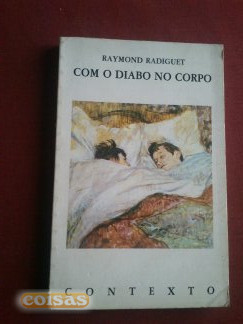 RAYMOND RADIGUET
COM O DIABO NO CORPO
CONTEXTO
coisas